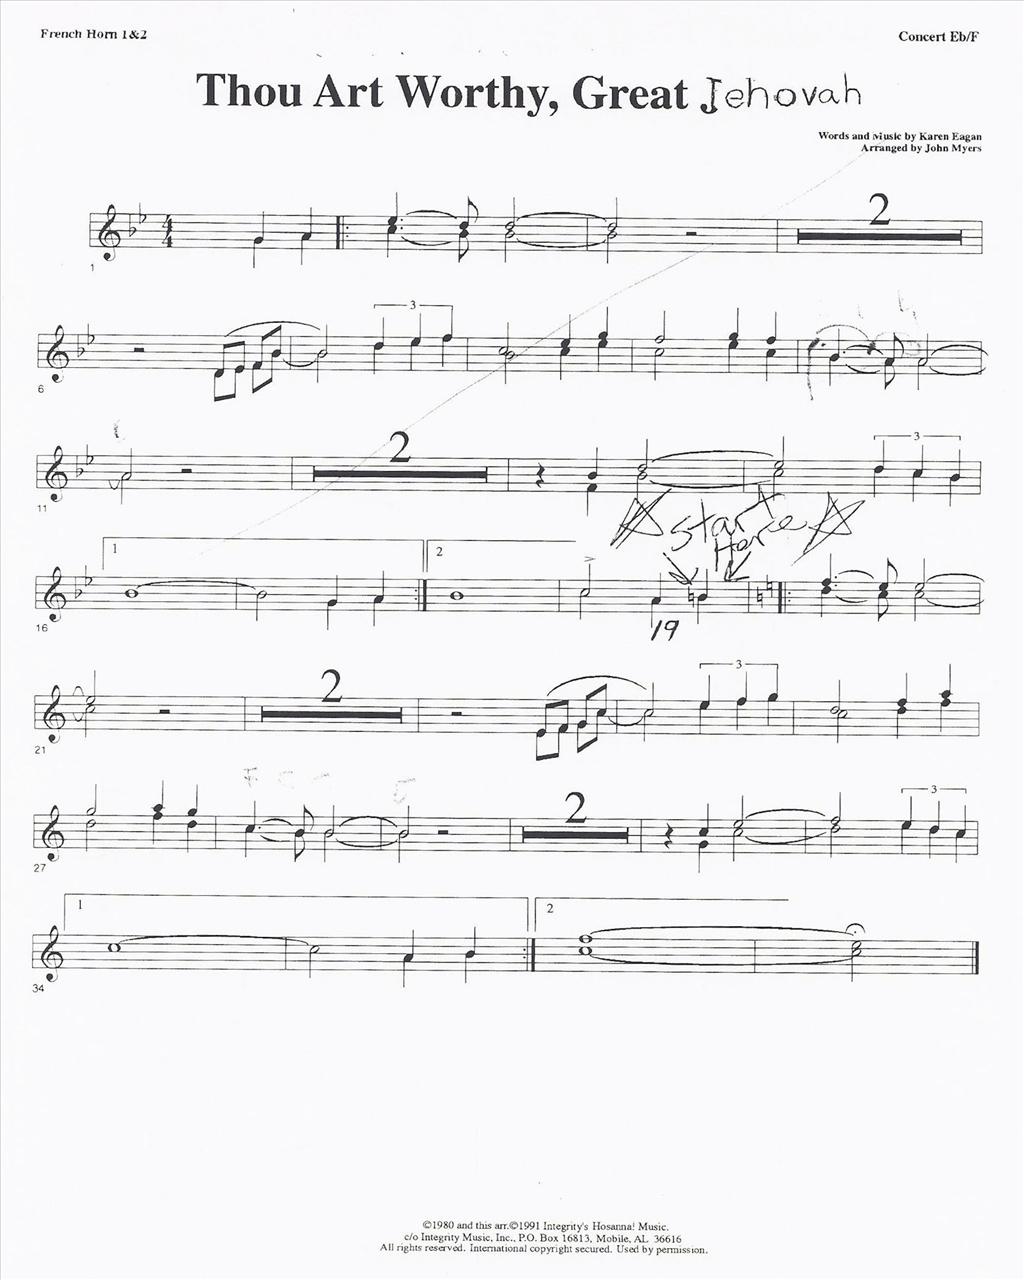 French Horn 1&2
Concert Eb/F
Thou Art Worthy, Great Jehovah
Words and Music by Karen Eagan
Arranged by John Myers
4
4
2
1
3
6
2
3
11
start
Here
1
2
16
19
2
3
21
2
3
27
1
2
34
©1980 and this arr.©1991 Integrity's Hosanna! Music.
c/o Integrity Music, Inc., P.O. Box 16813, Mobile, AL 36616
All rights reserved. International copyright secured. Used by permission.